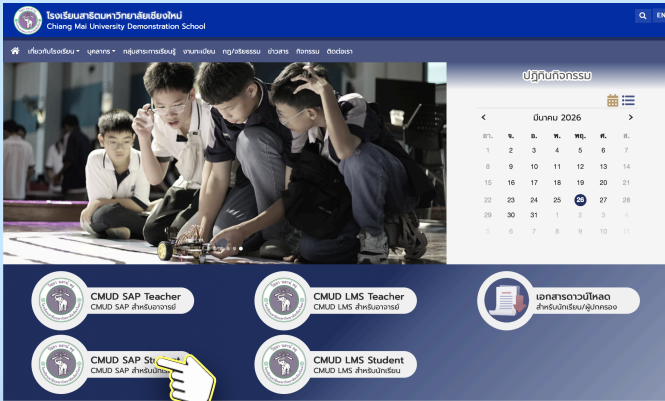 โรงเรียนสาธิตมหาวิทยาลัยเชียงใหม่
Chiang Mai University Demonstration School
EN
เกี่ยวกับโรงเรียน บุคลากร กลุ่มสาระการเรียนรู้ งานทะเบียน กฎ/จริยธรรม ข่าวสาร กิจกรรม ติดต่อเรา
ปฏิทินกิจกรรม
< มีนาคม 2026 >
อา. จ. อ. พ. พฤ. ศ. ส.
1 2 3 4 5 6 7
8 9 10 11 12 13 14
15 16 17 18 19 20 21
22 23 24 25 26 27 28
29 30 31 1 2 3 4
5 6 7 8 9 10 11
CMUD SAP Teacher
CMUD SAP สำหรับอาจารย์
CMUD LMS Teacher
CMUD LMS สำหรับอาจารย์
เอกสารดาวน์โหลด
สำหรับนักเรียน/ผู้ปกครอง
CMUD SAP
CMUD SAP
CMUD LMS Student
CMUD LMS สำหรับนักเรียน